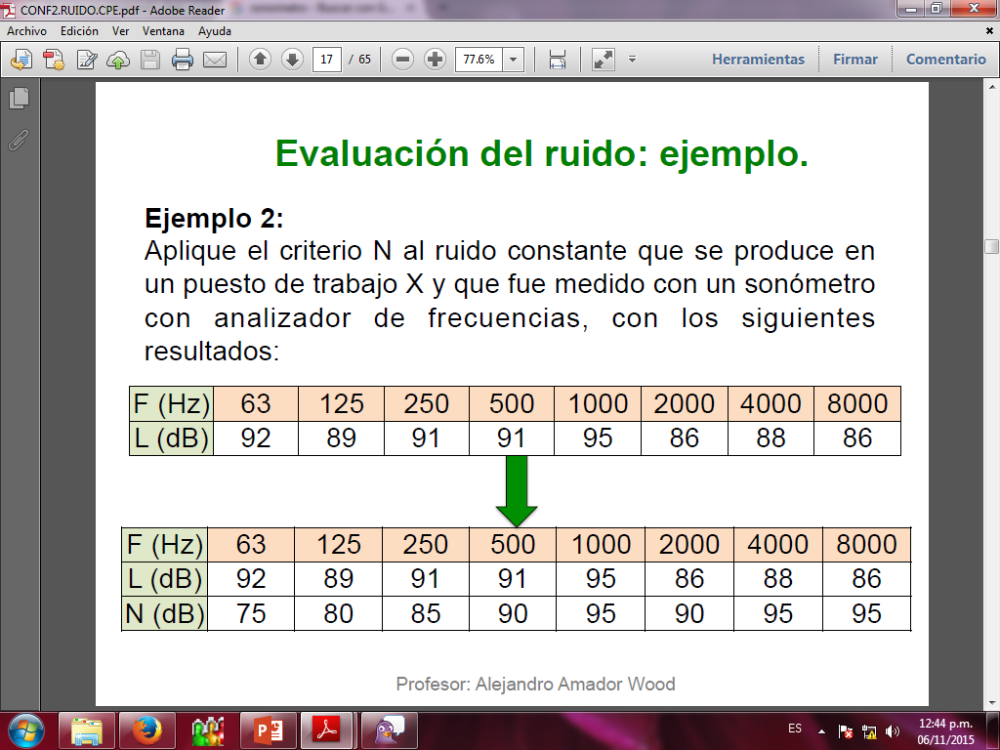 CONF2.RUIDO.CPE.pdf - Adobe Reader
Archivo Edición Ver Ventana Ayuda
17 / 65 77.6% Herramientas Firmar Comentario
Evaluación del ruido: ejemplo.
Ejemplo 2:
Aplique el criterio N al ruido constante que se produce en
un puesto de trabajo X y que fue medido con un sonómetro
con analizador de frecuencias, con los siguientes
resultados:
F (Hz) 63 125 250 500 1000 2000 4000 8000
L (dB) 92 89 91 91 95 86 88 86
F (Hz) 63 125 250 500 1000 2000 4000 8000
L (dB) 92 89 91 91 95 86 88 86
N (dB) 75 80 85 90 95 90 95 95
Profesor: Alejandro Amador Wood
ES
12:44 p.m.
06/11/2015